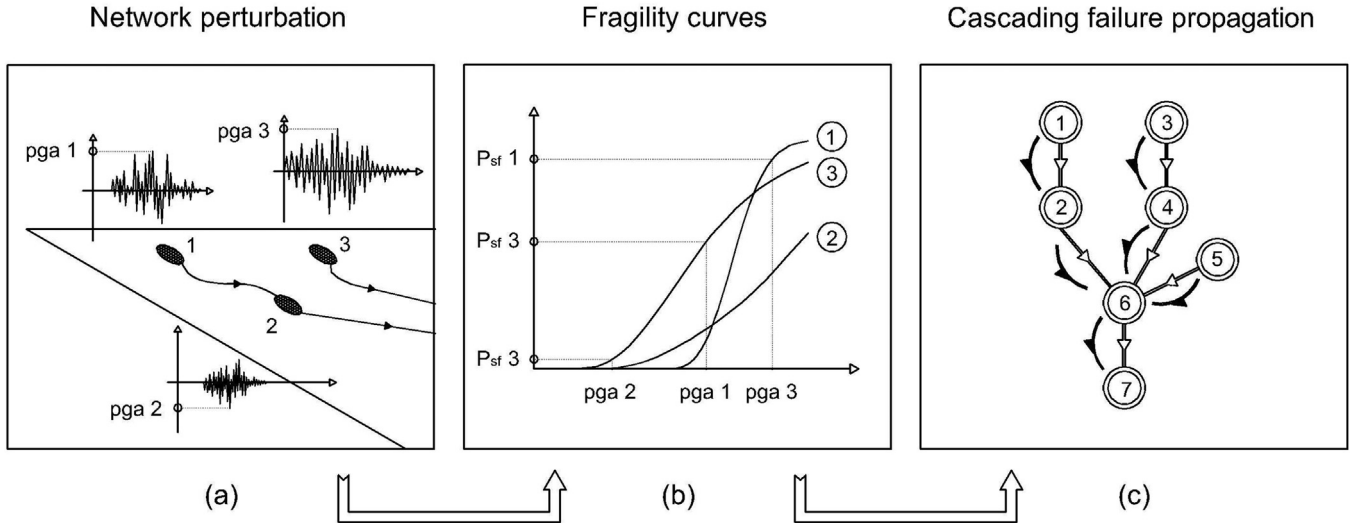 Network perturbation
Fragility curves
Cascading failure propagation
pga 1
pga 3
1
3
2
pga 2
Psf 1
Psf 3
Psf 3
1
3
2
pga 2
pga 1
pga 3
1
3
2
4
5
6
7
(a)
(b)
(c)